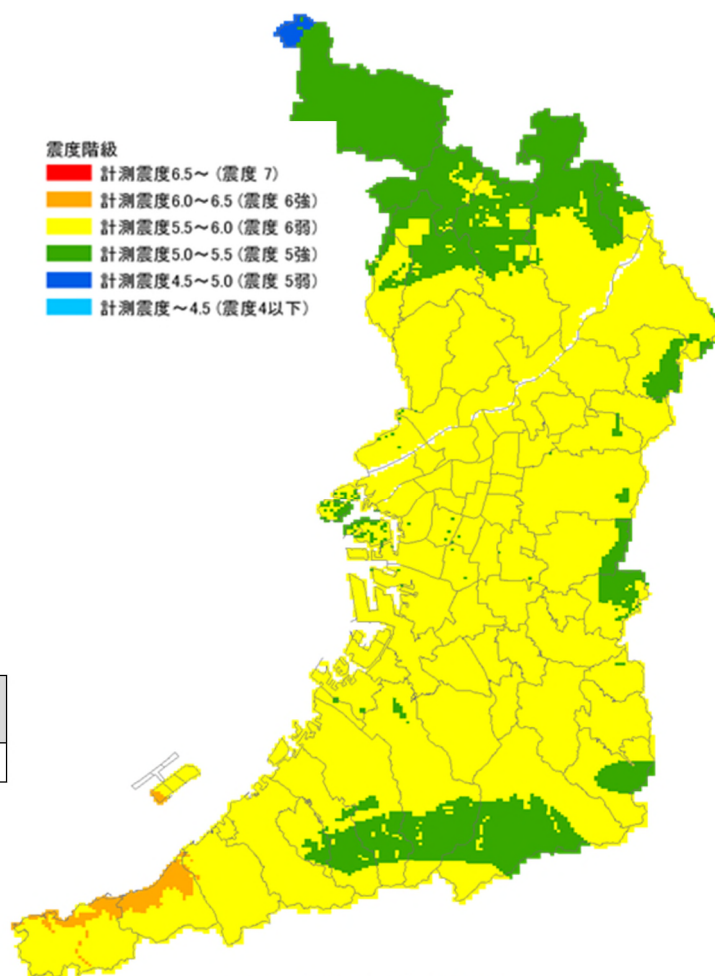 震度階級
計測震度6.5～ (震度 7)
計測震度6.0～6.5 (震度 6強)
計測震度5.5～6.0 (震度 6弱)
計測震度5.0～5.5 (震度 5強)
計測震度4.5～5.0 (震度 5弱)
計測震度～4.5 (震度4以下)